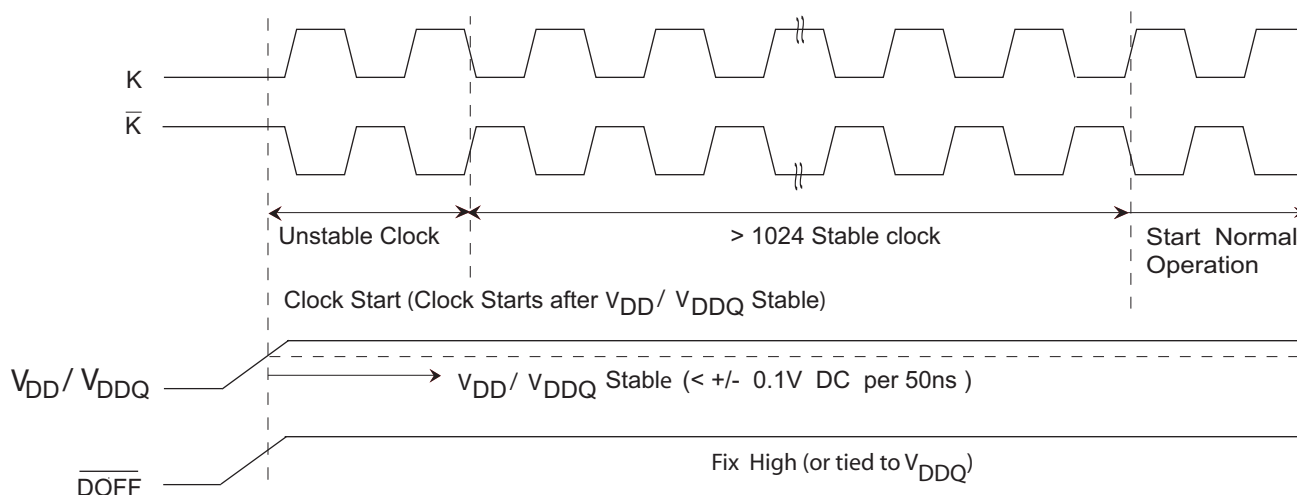 K
K̅
Unstable Clock
> 1024 Stable clock
Start Normal
Operation
Clock Start (Clock Starts after VDD / VDDQ Stable)
VDD / VDDQ
VDD / VDDQ Stable (< +/- 0.1V DC per 50ns )
Fix High (or tied to VDDQ)
DOFF